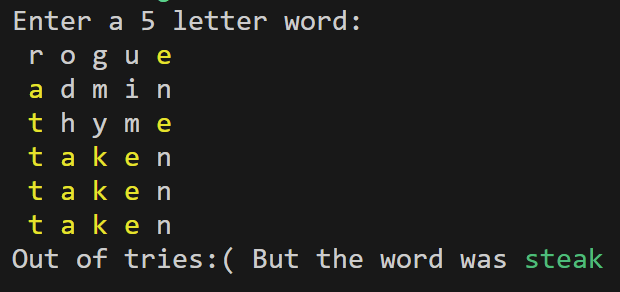 Enter a 5 letter word:
r o g u e
a d m i n
t h y m e
t a k e n
t a k e n
t a k e n
Out of tries:( But the word was steak